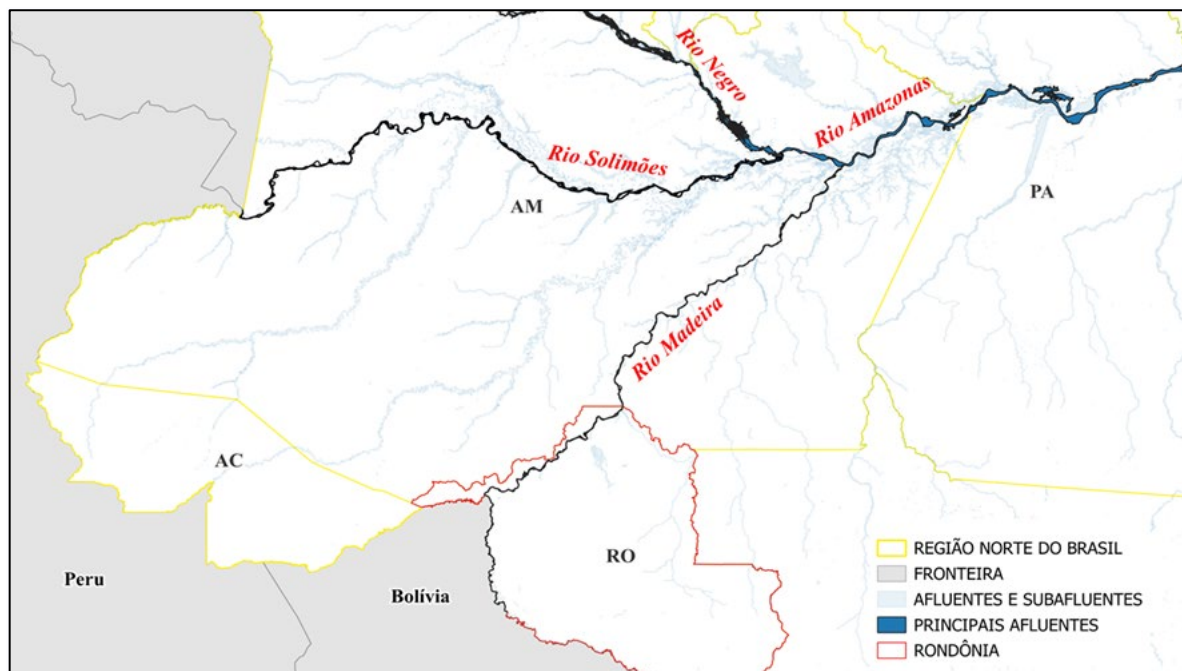 Rio Negro
Rio Amazonas
Rio Solimões
AM
PA
Rio Madeira
AC
RO
Peru
Bolívia
REGIÃO NORTE DO BRASIL
FRONTEIRA
AFLUENTES E SUBAFLUENTES
PRINCIPAIS AFLUENTES
RONDÔNIA